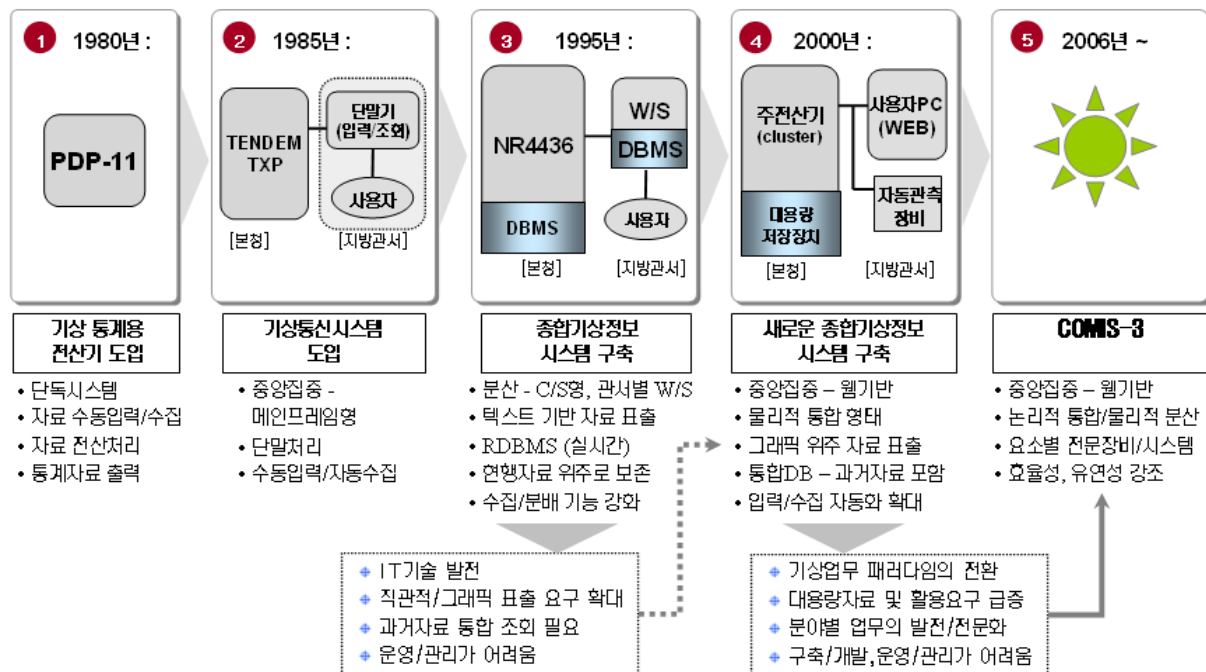 1 1980년 :
PDP-11
기상 통계용
전산기 도입
• 단독시스템
• 자료 수동입력/수집
• 자료 전산처리
• 통계자료 출력
2 1985년 :
TENDEM
TXP
단말기
(입력/조회)
사용자
[본청]
[지방관서]
기상통신시스템
도입
• 중앙집중 -
메인프레임형
• 단말처리
• 수동입력/자동수집
3 1995년 :
NR4436
DBMS
W/S
DBMS
사용자
[본청]
[지방관서]
종합기상정보
시스템 구축
• 분산 - C/S형, 관서별 W/S
• 텍스트 기반 자료 표출
• RDBMS (실시간)
• 현행자료 위주로 보존
• 수집/분배 기능 강화
IT기술 발전
직관적/그래픽 표출 요구 확대
과거자료 통합 조회 필요
운영/관리가 어려움
4 2000년 :
주전산기
(cluster)
대용량
저장장치
사용자PC
(WEB)
자동관측
장비
[본청]
[지방관서]
새로운 종합기상정보
시스템 구축
• 중앙집중 – 웹기반
• 물리적 통합 형태
• 그래픽 위주 자료 표출
• 통합DB – 과거자료 포함
• 입력/수집 자동화 확대
기상업무 패러다임의 전환
대용량자료 및 활용요구 급증
분야별 업무의 발전/전문화
구축/개발,운영/관리가 어려움
5 2006년 ~
COMIS-3
• 중앙집중 – 웹기반
• 논리적 통합/물리적 분산
• 요소별 전문장비/시스템
• 효율성, 유연성 강조